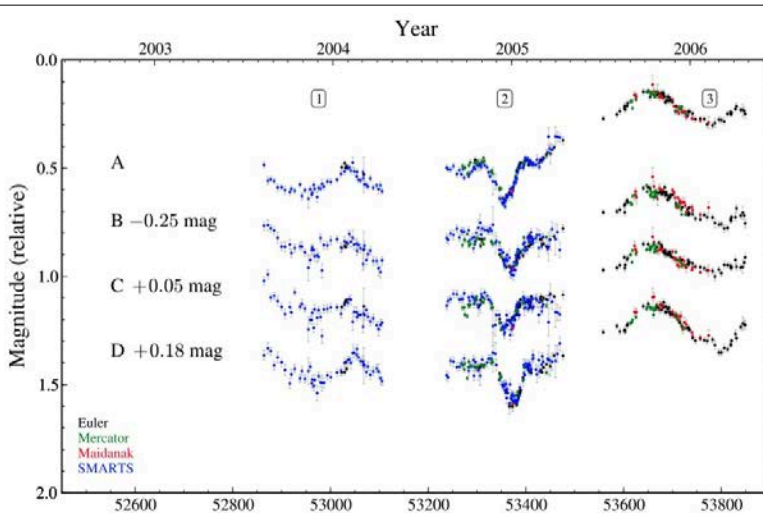 Year
2003 2004 2005 2006
0.0
1 2 3
0.5
A
B −0.25 mag
1.0
C +0.05 mag
D +0.18 mag
1.5
Euler
Mercator
Maidanak
SMARTS
2.0
52600 52800 53000 53200 53400 53600 53800
Magnitude (relative)